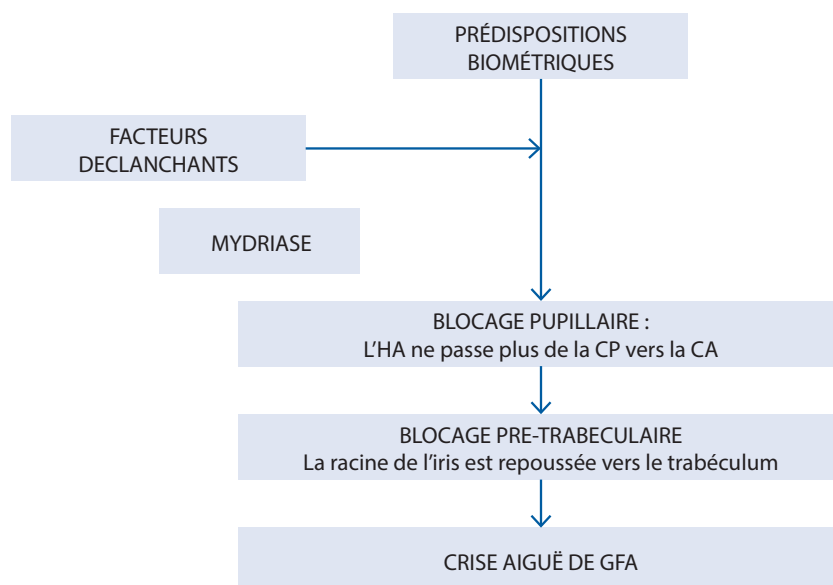 PRÉDISPOSITIONS
BIOMÉTRIQUES
FACTEURS
DECLANCHANTS
MYDRIASE
BLOCAGE PUPILLAIRE :
L’HA ne passe plus de la CP vers la CA
BLOCAGE PRE-TRABECULAIRE
La racine de l’iris est repoussée vers le trabéculum
CRISE AIGUË DE GFA